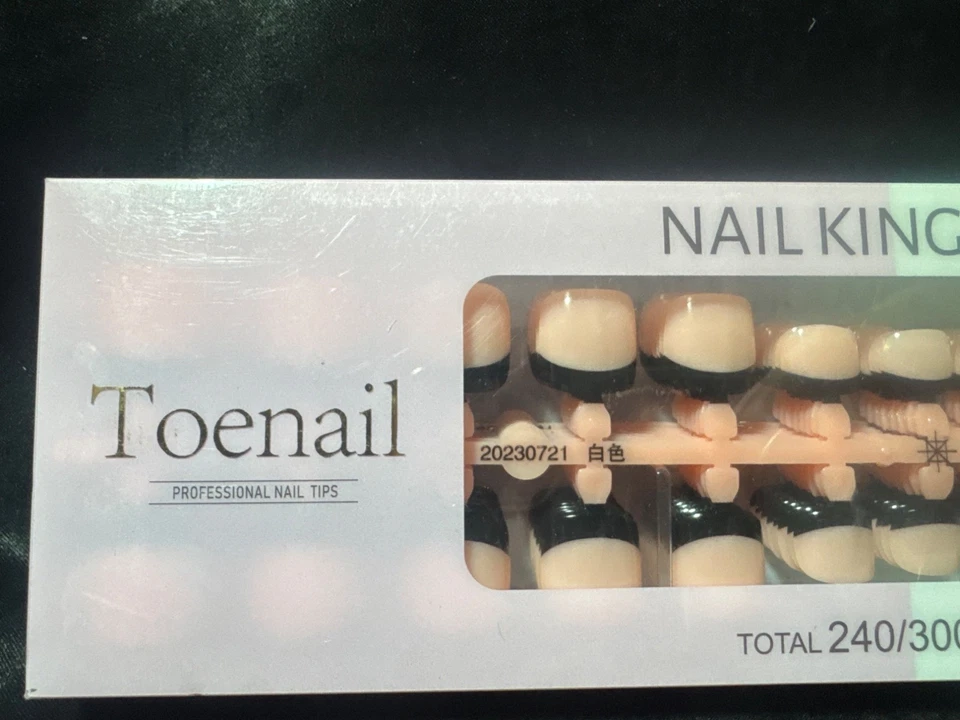 NAIL KING
Toenail
PROFESSIONAL NAIL TIPS
20230721 白色
TOTAL 240/300